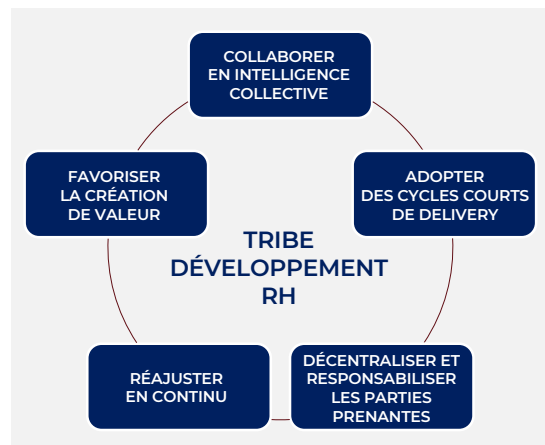 COLLABORER
EN INTELLIGENCE
COLLECTIVE
FAVORISER
LA CRÉATION
DE VALEUR
ADOPTER
DES CYCLES COURTS
DE DELIVERY
TRIBE
DÉVELOPPEMENT
RH
RÉAJUSTER
EN CONTINU
DÉCENTRALISER ET
RESPONSABILISER
LES PARTIES
PRENANTES